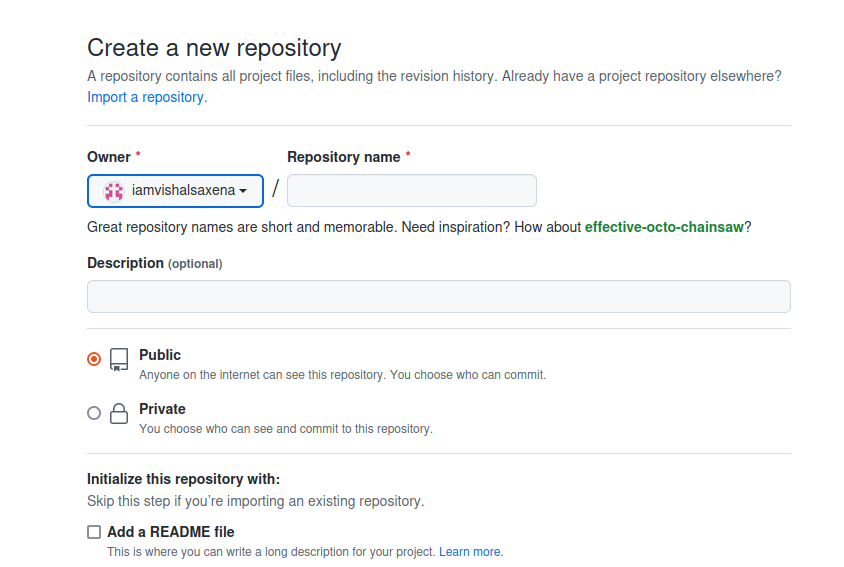 Create a new repository
A repository contains all project files, including the revision history. Already have a project repository elsewhere?
Import a repository.
Owner * Repository name *
iamvishalsaxena /
Great repository names are short and memorable. Need inspiration? How about effective-octo-chainsaw?
Description (optional)
Public
Anyone on the internet can see this repository. You choose who can commit.
Private
You choose who can see and commit to this repository.
Initialize this repository with:
Skip this step if you’re importing an existing repository.
Add a README file
This is where you can write a long description for your project. Learn more.